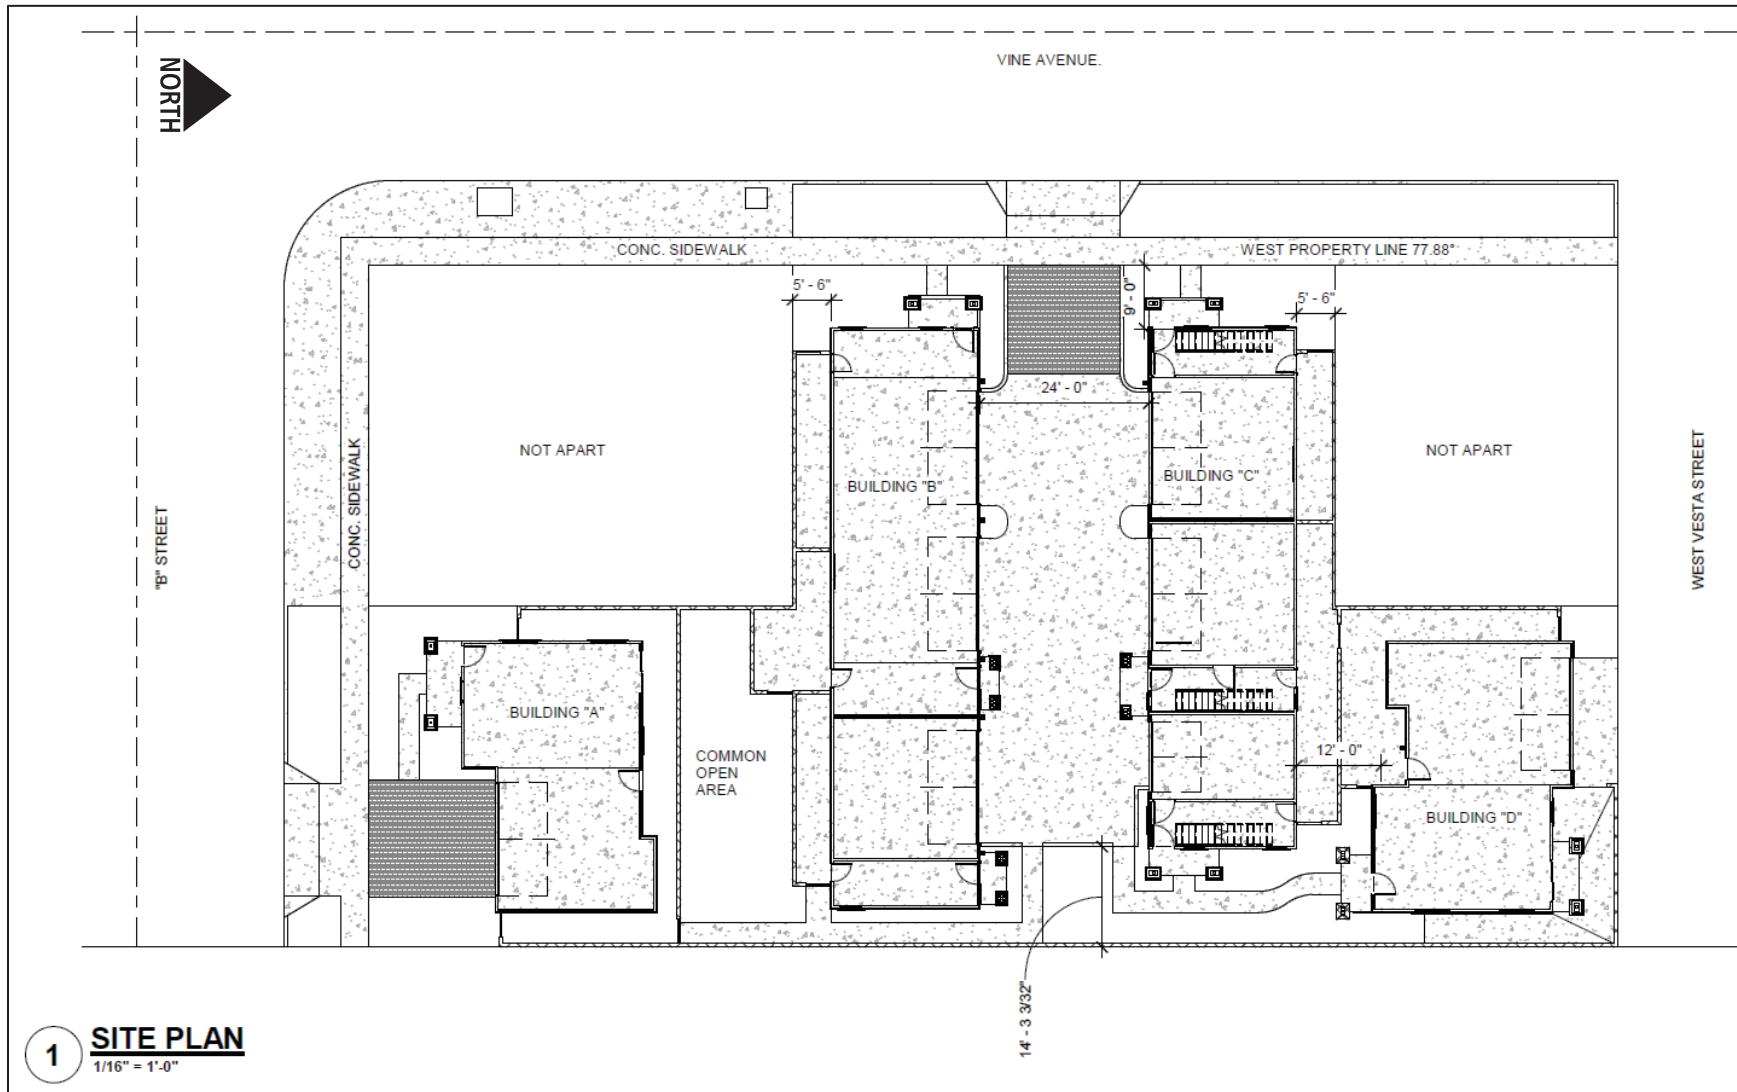 VINE AVENUE.
NORTH
CONC. SIDEWALK
WEST PROPERTY LINE 77.88°
5' - 6"
9' - 0"
5' - 6"
24' - 0"
NOT APART
NOT APART
BUILDING "B"
BUILDING "C"
CONC. SIDEWALK
"B" STREET
WEST VESTA STREET
BUILDING "A"
COMMON
OPEN
AREA
12' - 0"
BUILDING "D"
14' - 3 3/32"
1
SITE PLAN
1/16" = 1'-0"